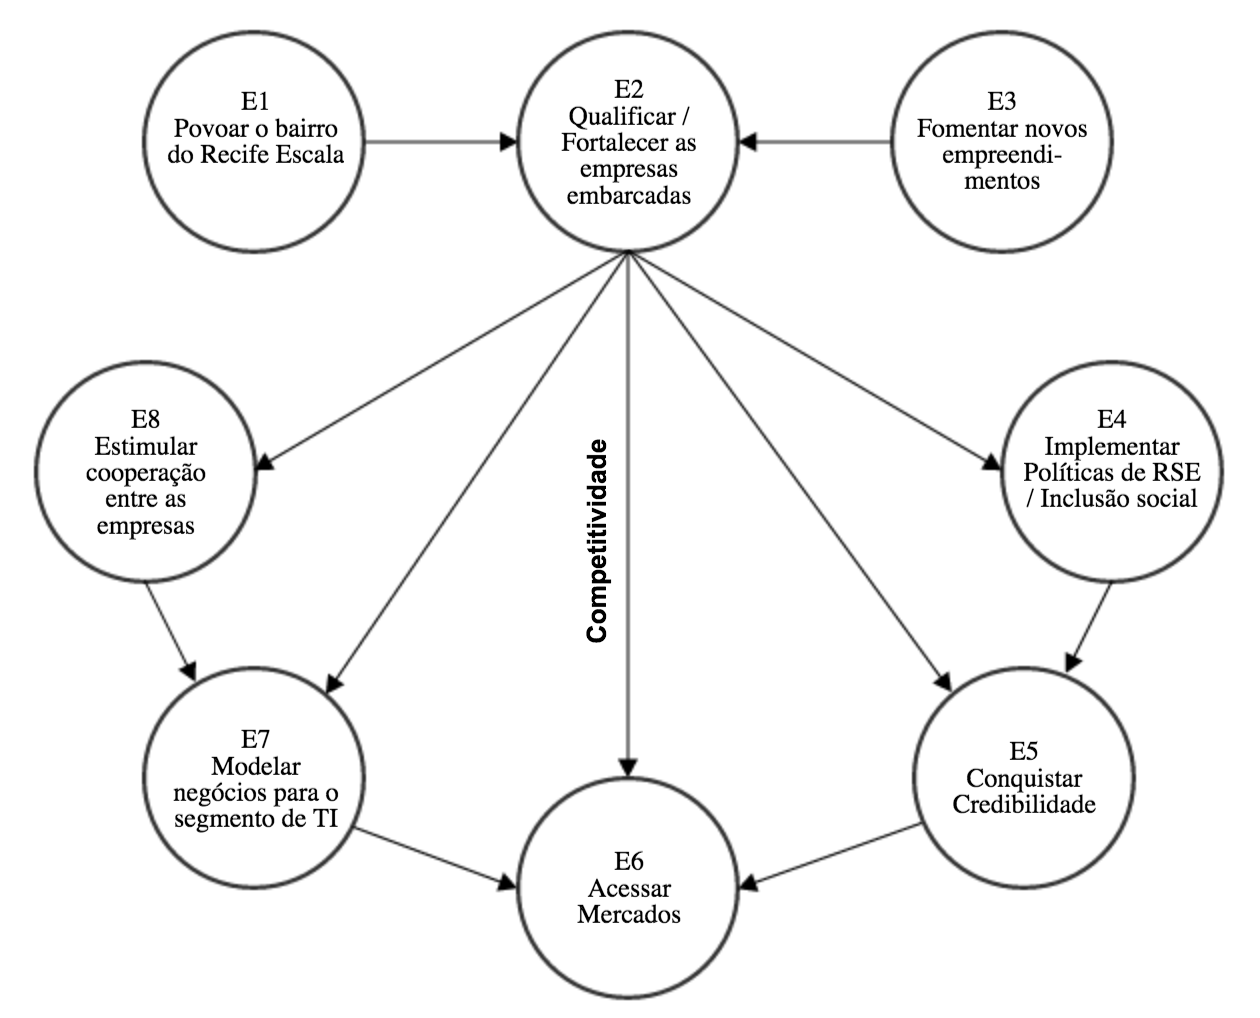 E1
Povoar o bairro
do Recife Escala
E2
Qualificar /
Fortalecer as
empresas
embarcadas
E3
Fomentar novos
empreendi-
mentos
E8
Estimular
cooperação
entre as
empresas
Competitividade
E4
Implementar
Políticas de RSE
/ Inclusão social
E7
Modelar
negócios para o
segmento de TI
E6
Acessar
Mercados
E5
Conquistar
Credibilidade